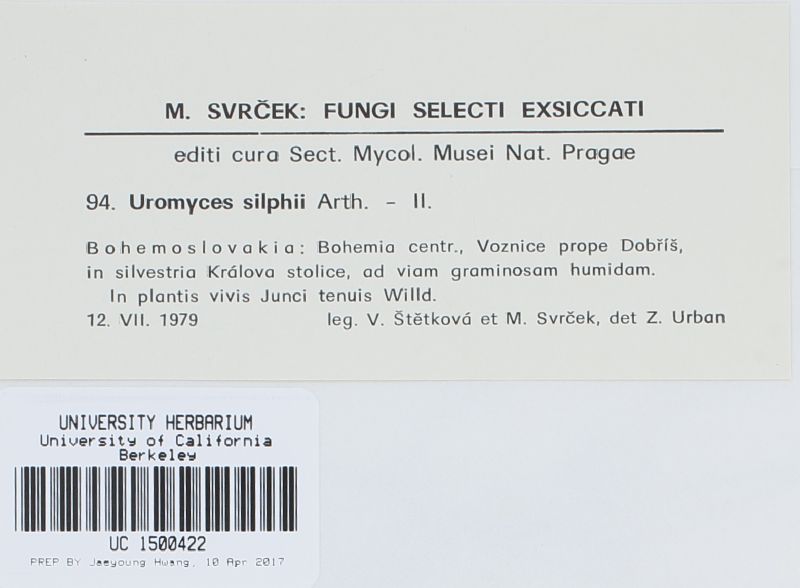 M. SVRČEK: FUNGI SELECTI EXSICCATI
editi cura Sect. Mycol. Musei Nat. Pragae
94. Uromyces silphii Arth. – II.
Bohemoslovakia: Bohemia centr., Voznice prope Dobříš,
in silvestria Králova stolice, ad viam graminosam humidam.
In plantis vivis Junci tenuis Willd.
12. VII. 1979 leg. V. Štětková et M. Svrček, det Z. Urban
UNIVERSITY HERBARIUM
University of California
Berkeley
UC 1500422
PREP BY Jaeyoung Hwang, 10 Apr 2017